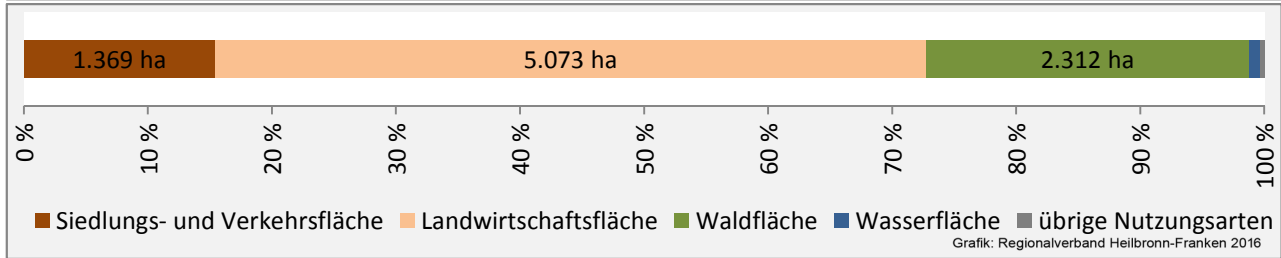 1.369 ha 5.073 ha 2.312 ha
0 % 10 % 20 % 30 % 40 % 50 % 60 % 70 % 80 % 90 % 100 %
Siedlungs- und Verkehrsfläche Landwirtschaftsfläche Waldfläche Wasserfläche übrige Nutzungsarten
Grafik: Regionalverband Heilbronn-Franken 2016